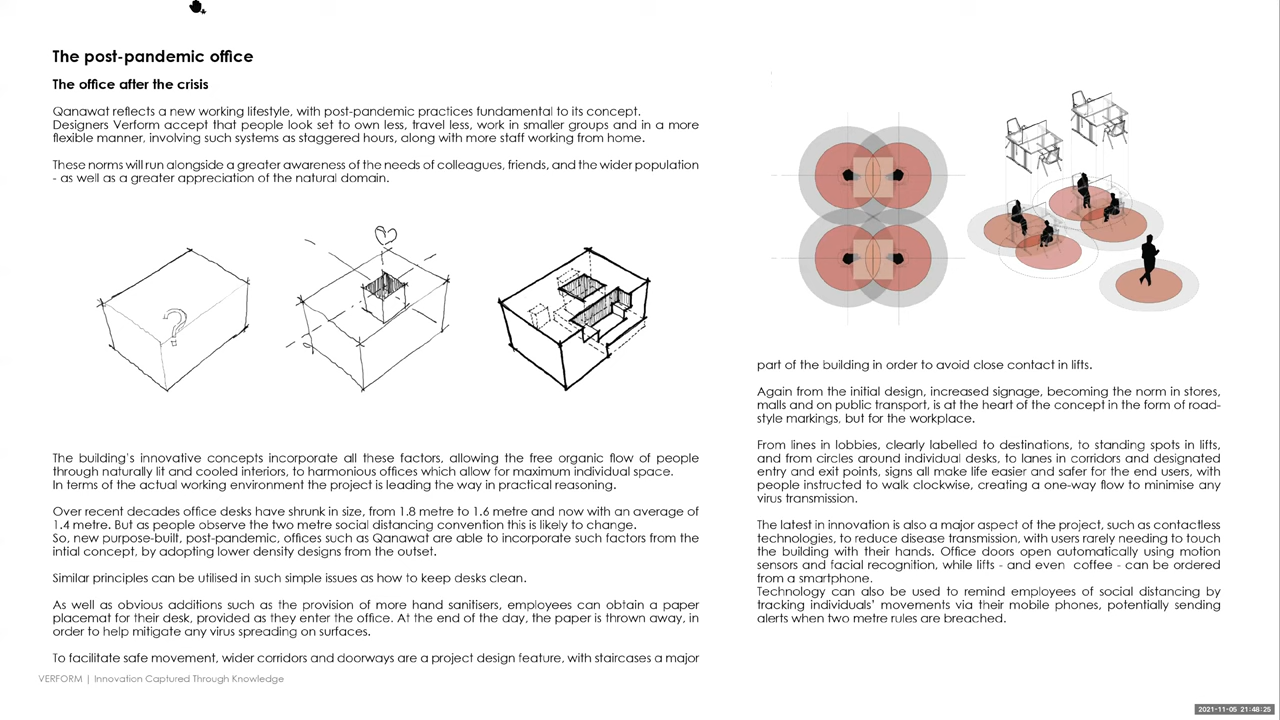 The post-pandemic office
The office after the crisis
Qanawat reflects a new working lifestyle, with post-pandemic practices fundamental to its concept.
Designers Verform accept that people look set to own less, travel less, work in smaller groups and in a more
flexible manner, involving such systems as staggered hours, along with more staff working from home.
These norms will run alongside a greater awareness of the needs of colleagues, friends, and the wider population
- as well as a greater appreciation of the natural domain.
?
The building's innovative concepts incorporate all these factors, allowing the free organic flow of people
through naturally lit and cooled interiors, to harmonious offices which allow for maximum individual space.
In terms of the actual working environment the project is leading the way in practical reasoning.
Over recent decades office desks have shrunk in size, from 1.8 metre to 1.6 metre and now with an average of
1.4 metre. But as people observe the two metre social distancing convention this is likely to change.
So, new purpose-built, post-pandemic, offices such as Qanawat are able to incorporate such factors from the
intial concept, by adopting lower density designs from the outset.
Similar principles can be utilised in such simple issues as how to keep desks clean.
As well as obvious additions such as the provision of more hand sanitisers, employees can obtain a paper
placemat for their desk, provided as they enter the office. At the end of the day, the paper is thrown away, in
order to help mitigate any virus spreading on surfaces.
To facilitate safe movement, wider corridors and doorways are a project design feature, with staircases a major
part of the building in order to avoid close contact in lifts.
Again from the initial design, increased signage, becoming the norm in stores,
malls and on public transport, is at the heart of the concept in the form of road-
style markings, but for the workplace.
From lines in lobbies, clearly labelled to destinations, to standing spots in lifts,
and from circles around individual desks, to lanes in corridors and designated
entry and exit points, signs all make life easier and safer for the end users, with
people instructed to walk clockwise, creating a one-way flow to minimise any
virus transmission.
The latest in innovation is also a major aspect of the project, such as contactless
technologies, to reduce disease transmission, with users rarely needing to touch
the building with their hands. Office doors open automatically using motion
sensors and facial recognition, while lifts - and even coffee - can be ordered
from a smartphone.
Technology can also be used to remind employees of social distancing by
tracking individuals' movements via their mobile phones, potentially sending
alerts when two metre rules are breached.
VERFORM | Innovation Captured Through Knowledge
2021-11-05 21:46:25